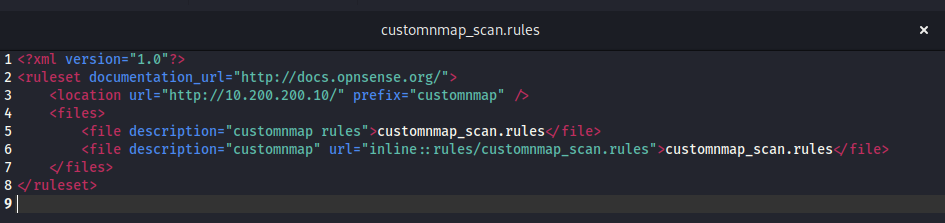 customnmap_scan.rules
×
1 <?xml version="1.0"?>
2 <ruleset documentation_url="http://docs.opnsense.org/">
3     <location url="http://10.200.200.10/" prefix="customnmap" />
4     <files>
5         <file description="customnmap rules">customnmap_scan.rules</file>
6         <file description="customnmap" url="inline::rules/customnmap_scan.rules">customnmap_scan.rules</file>
7     </files>
8 </ruleset>
9